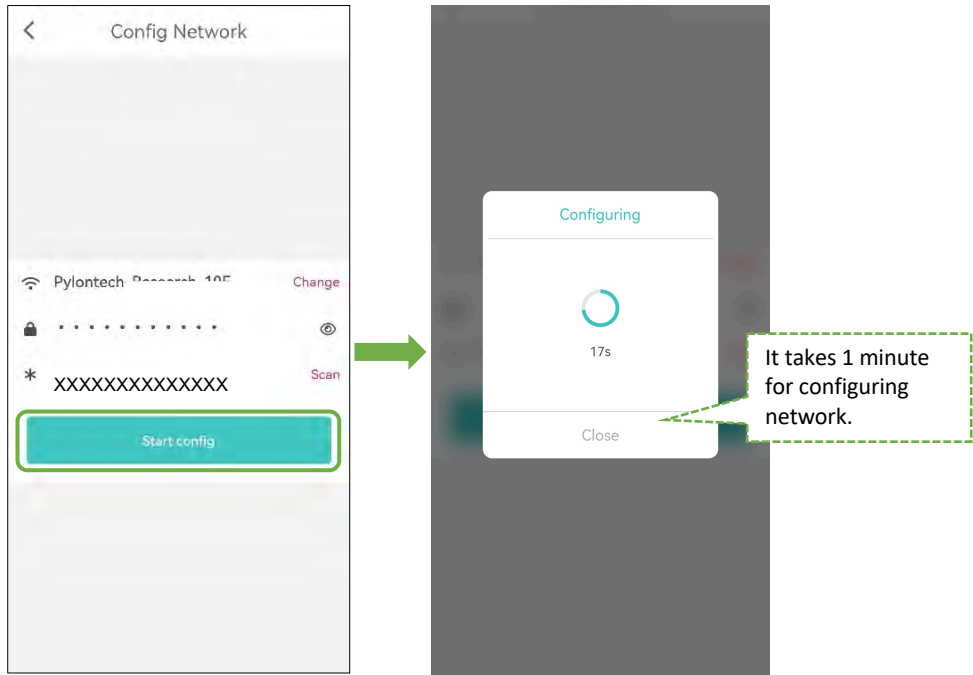 Config Network
Pylontech
Change
Scan
XXXXXXXXXXXXXX
Start config
Configuring
17s
Close
It takes 1 minute
for configuring
network.